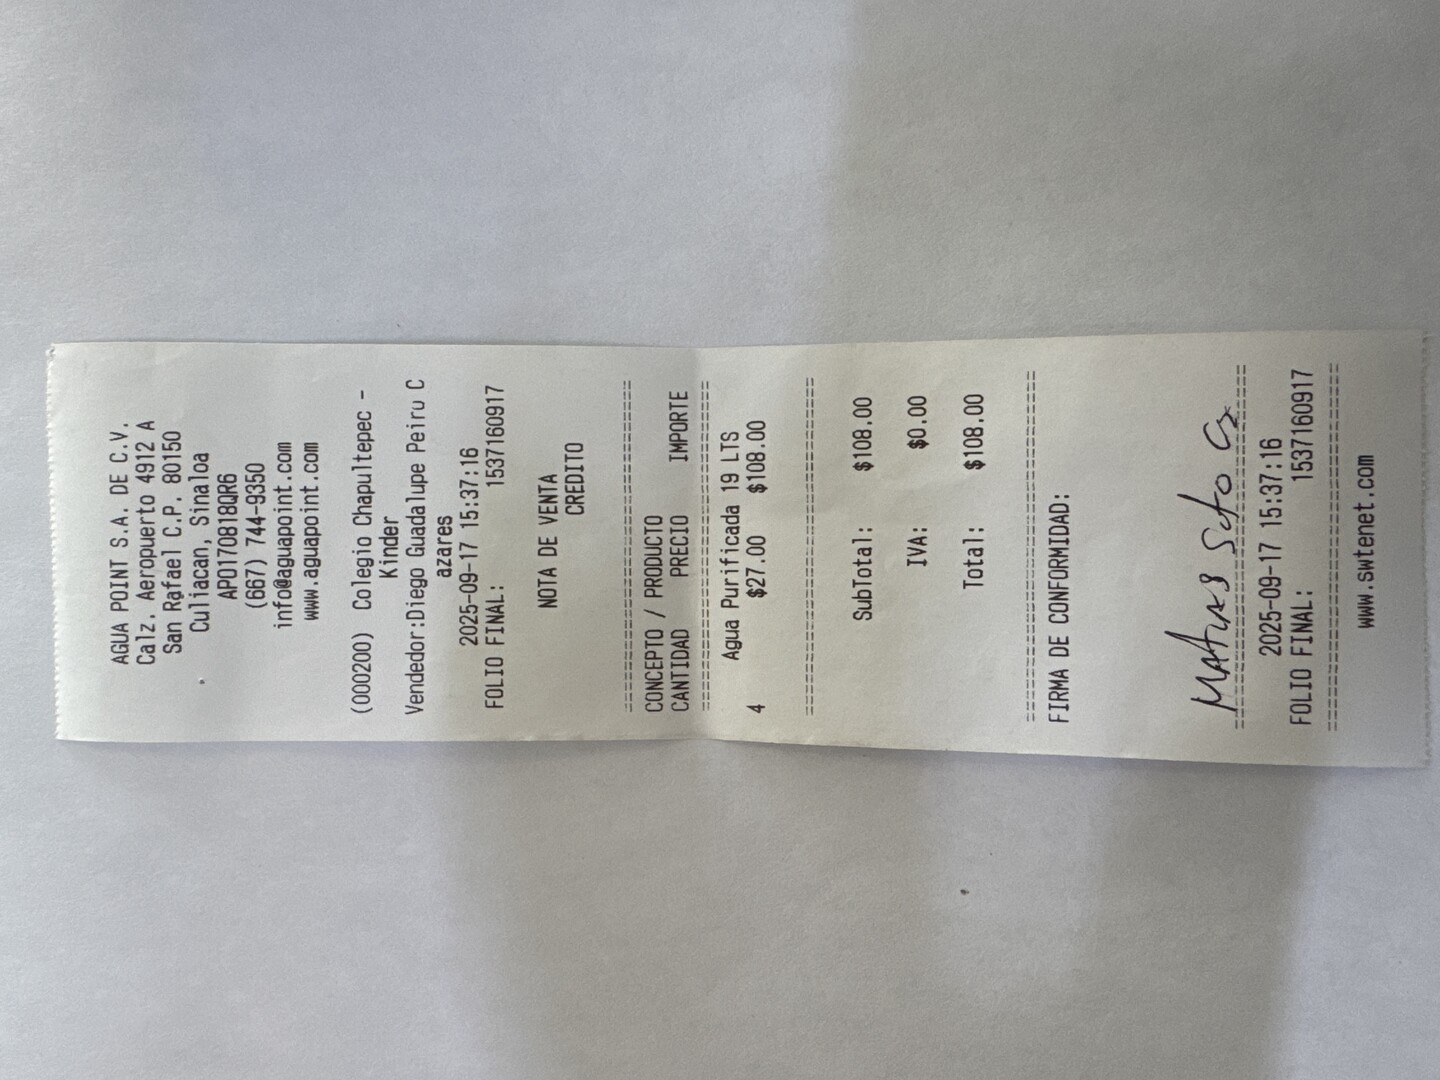 AGUA POINT S.A. DE C.V.
Calz. Aeropuerto 4912 A
San Rafael C.P. 80150
Culiacan, Sinaloa
APO170818QR6
(667) 744-9350
info@aguapoint.com
www.aguapoint.com
(000200) Colegio Chapultepec -
Kinder
Vendedor:Diego Guadalupe Peiru C
azares
2025-09-17 15:37:16
FOLIO FINAL: 1537160917
NOTA DE VENTA
CREDITO
================================
CONCEPTO / PRODUCTO
CANTIDAD PRECIO IMPORTE
================================
Agua Purificada 19 LTS
4 $27.00 $108.00
================================
SubTotal: $108.00
IVA: $0.00
Total: $108.00
================================
FIRMA DE CONFORMIDAD:
================================
2025-09-17 15:37:16
FOLIO FINAL: 1537160917
================================
www.swtenet.com